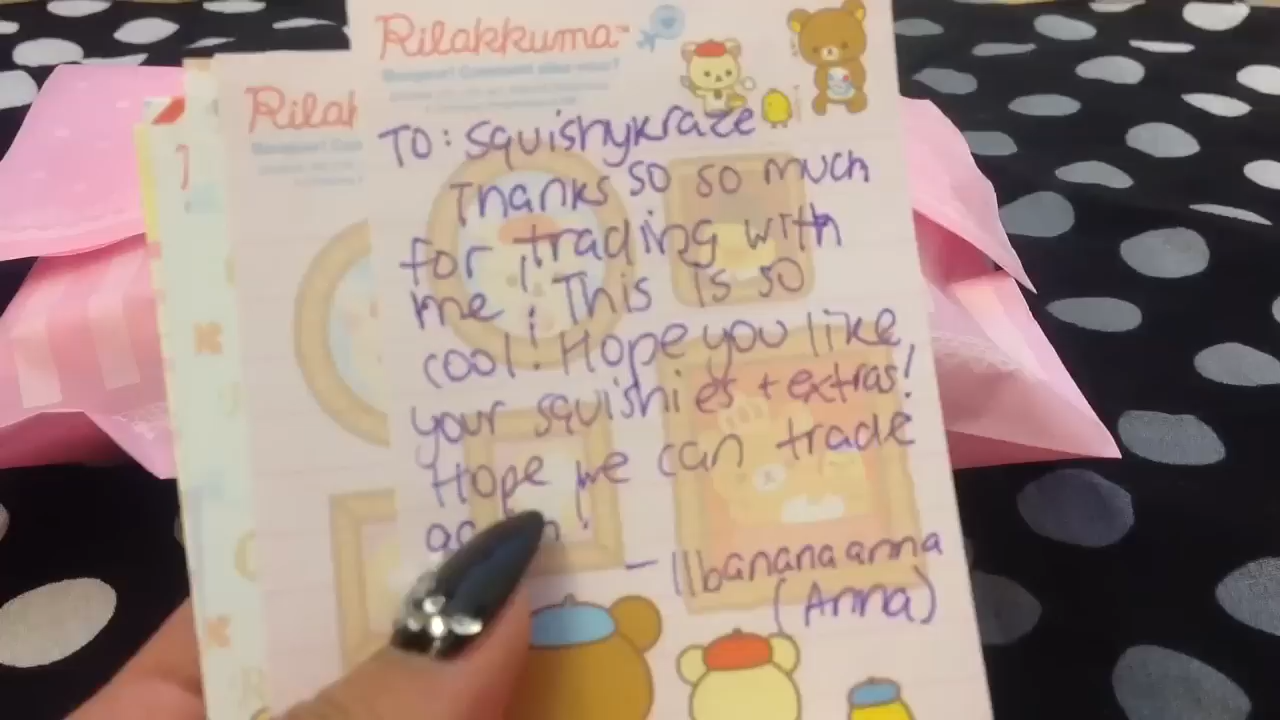 Rilakkuma
Rilak
TO: Squishykraze
Thanks so so much
for trading with
me! This is so
cool! Hope you like
your squishies + extras!
Hope we can trade
- llbananaanna
(Anna)